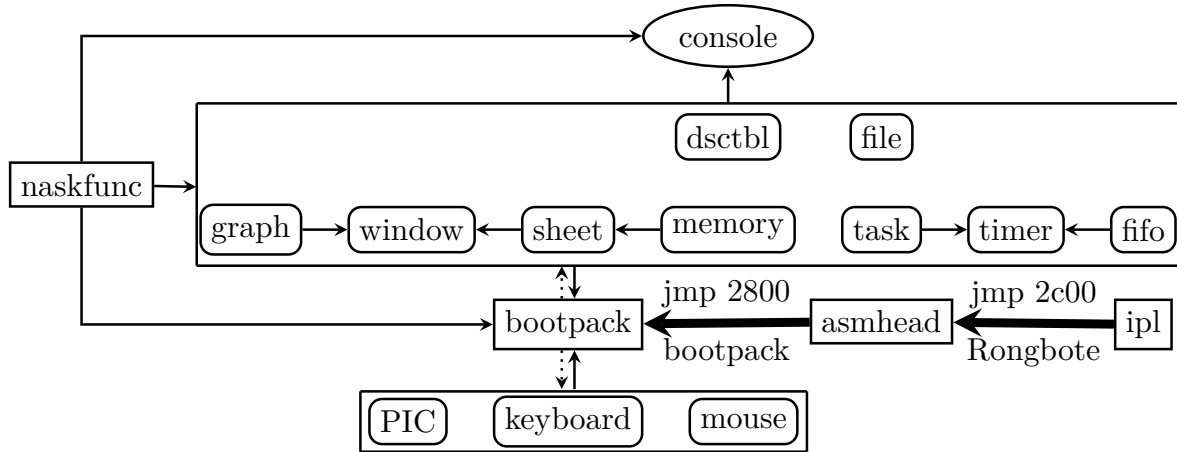 console
dsctbl
file
naskfunc
graph
window
sheet
memory
task
timer
fifo
jmp 2800
jmp 2c00
bootpack
asmhead
ipl
bootpack
Rongbote
PIC
keyboard
mouse